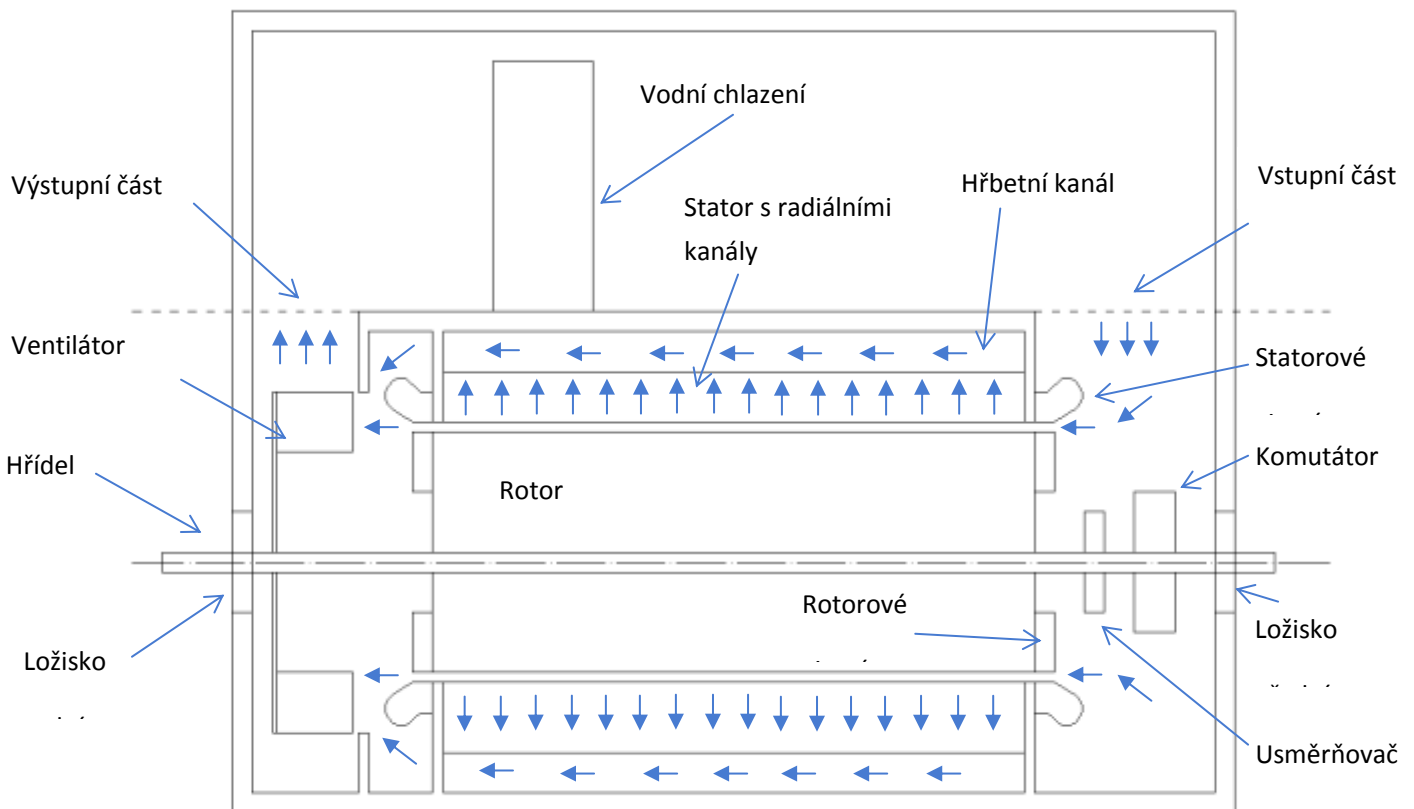 Vodní chlazení
Výstupní část
Hřbetní kanál
Vstupní část
Stator s radiálními
kanály
Ventilátor
Statorové
Hřídel
Komutátor
Rotor
Rotorové
Ložisko
Ložisko
Usměrňovač